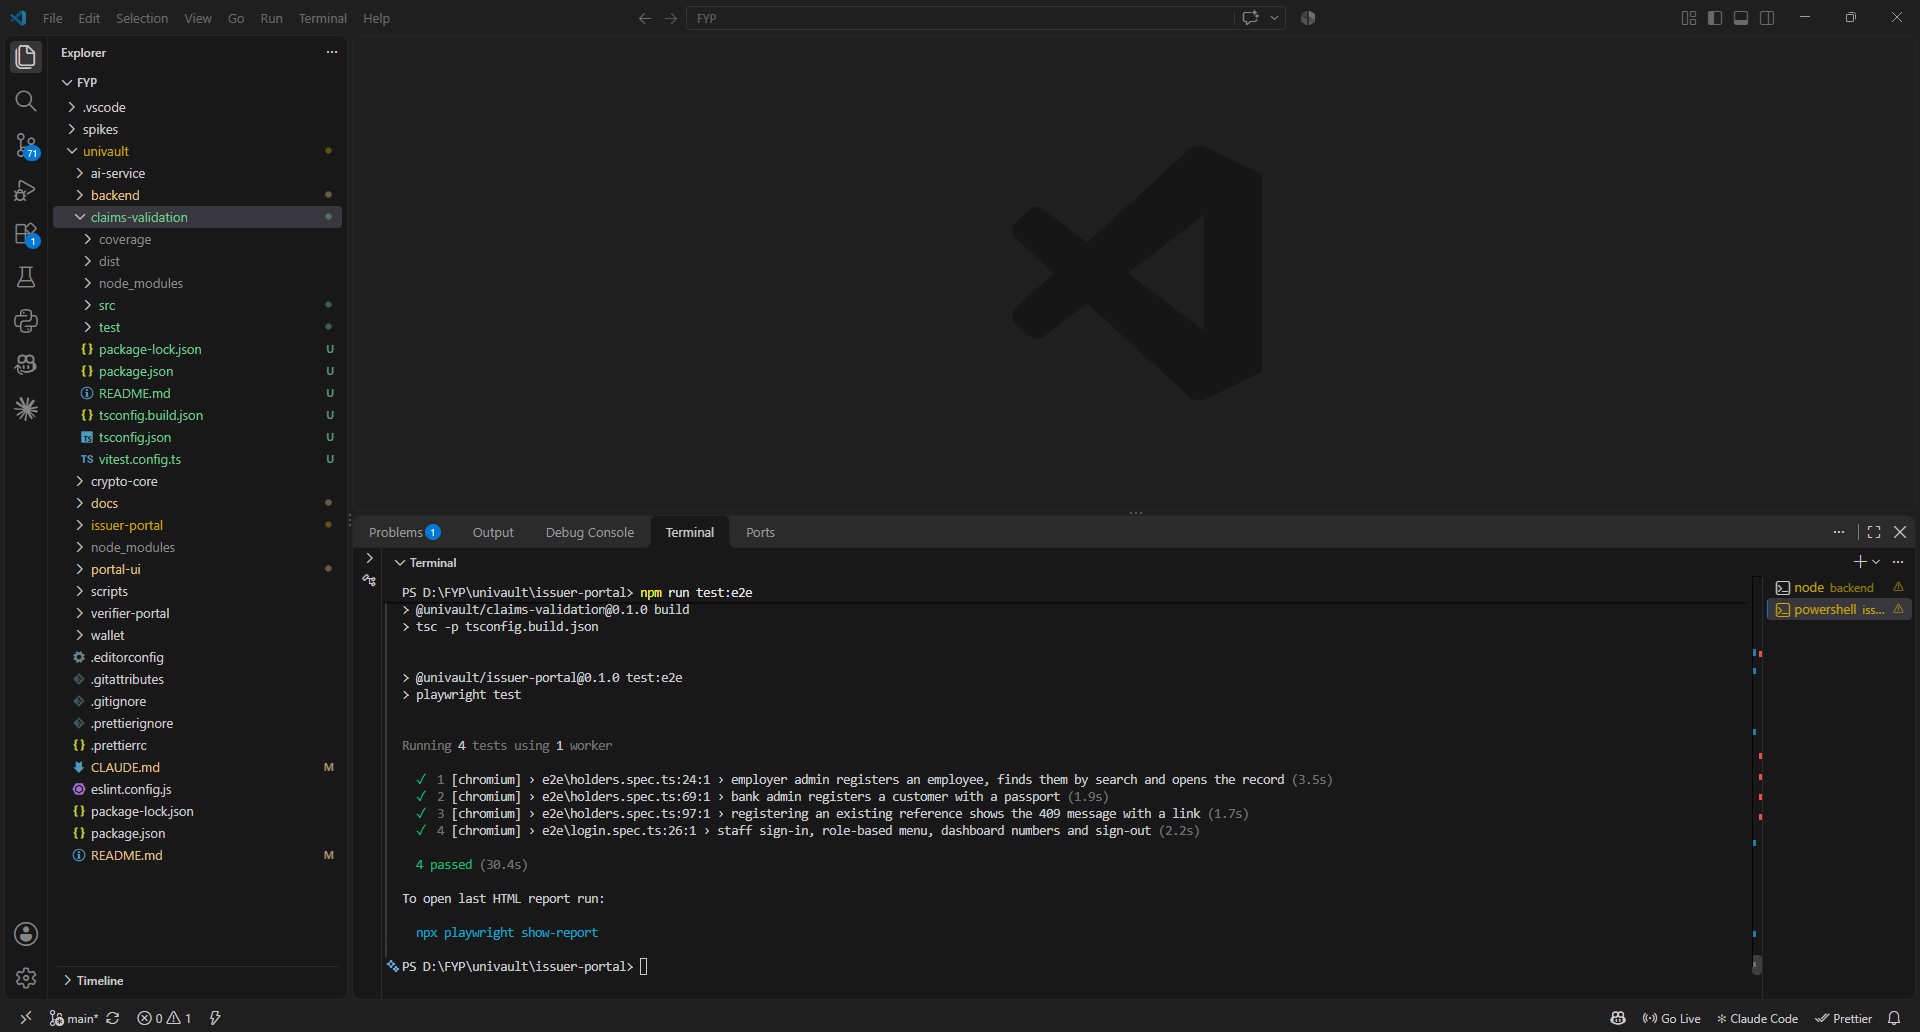 File Edit Selection View Go Run Terminal Help
FYP
Explorer
FYP
.vscode
spikes
71
univault
ai-service
backend
claims-validation
1
coverage
dist
node_modules
src
test
package-lock.json U
package.json U
README.md U
tsconfig.build.json U
TS tsconfig.json U
TS vitest.config.ts U
crypto-core
docs
issuer-portal
node_modules
portal-ui
scripts
verifier-portal
wallet
.editorconfig
.gitattributes
.gitignore
.prettierignore
.prettierrc
CLAUDE.md M
eslint.config.js
package-lock.json
package.json
README.md M
Timeline
Problems 1 Output Debug Console Terminal Ports
Terminal
PS D:\FYP\univault\issuer-portal> npm run test:e2e
> @univault/claims-validation@0.1.0 build
> tsc -p tsconfig.build.json
> @univault/issuer-portal@0.1.0 test:e2e
> playwright test
Running 4 tests using 1 worker
✓ 1 [chromium] › e2e\holders.spec.ts:24:1 › employer admin registers an employee, finds them by search and opens the record (3.5s)
✓ 2 [chromium] › e2e\holders.spec.ts:69:1 › bank admin registers a customer with a passport (1.9s)
✓ 3 [chromium] › e2e\holders.spec.ts:97:1 › registering an existing reference shows the 409 message with a link (1.7s)
✓ 4 [chromium] › e2e\login.spec.ts:26:1 › staff sign-in, role-based menu, dashboard numbers and sign-out (2.2s)
4 passed (30.4s)
To open last HTML report run:
npx playwright show-report
PS D:\FYP\univault\issuer-portal>
node backend
powershell iss...
main* 0 1
Go Live Claude Code Prettier